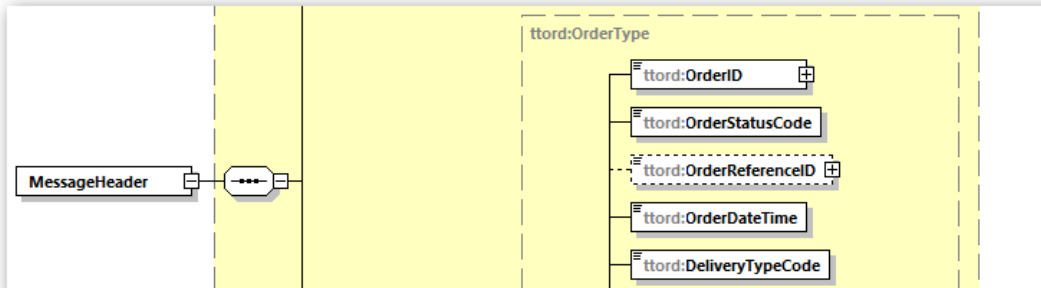 ttord:OrderType
ttord:OrderID
ttord:OrderStatusCode
MessageHeader
ttord:OrderReferenceID
ttord:OrderDateTime
ttord:DeliveryTypeCode